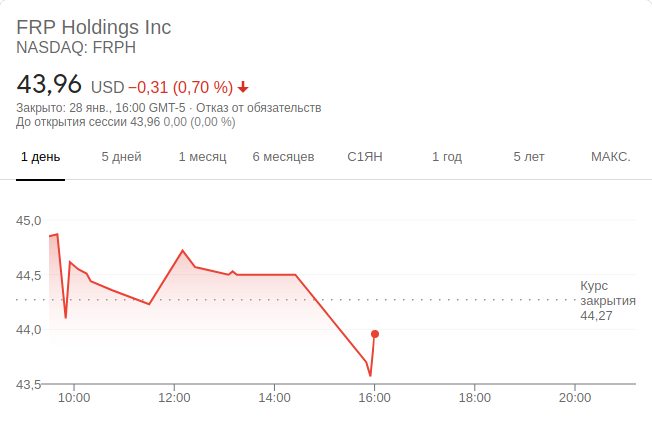 FRP Holdings Inc
NASDAQ: FRPH
43,96 USD −0,31 (0,70 %)
Закрыто: 28 янв., 16:00 GMT-5 · Отказ от обязательств
До открытия сессии 43,96 0,00 (0,00 %)
1 день 5 дней 1 месяц 6 месяцев С1ЯН 1 год 5 лет МАКС.
45,0
44,5
Курс
закрытия
44,27
44,0
43,5
10:00 12:00 14:00 16:00 18:00 20:00